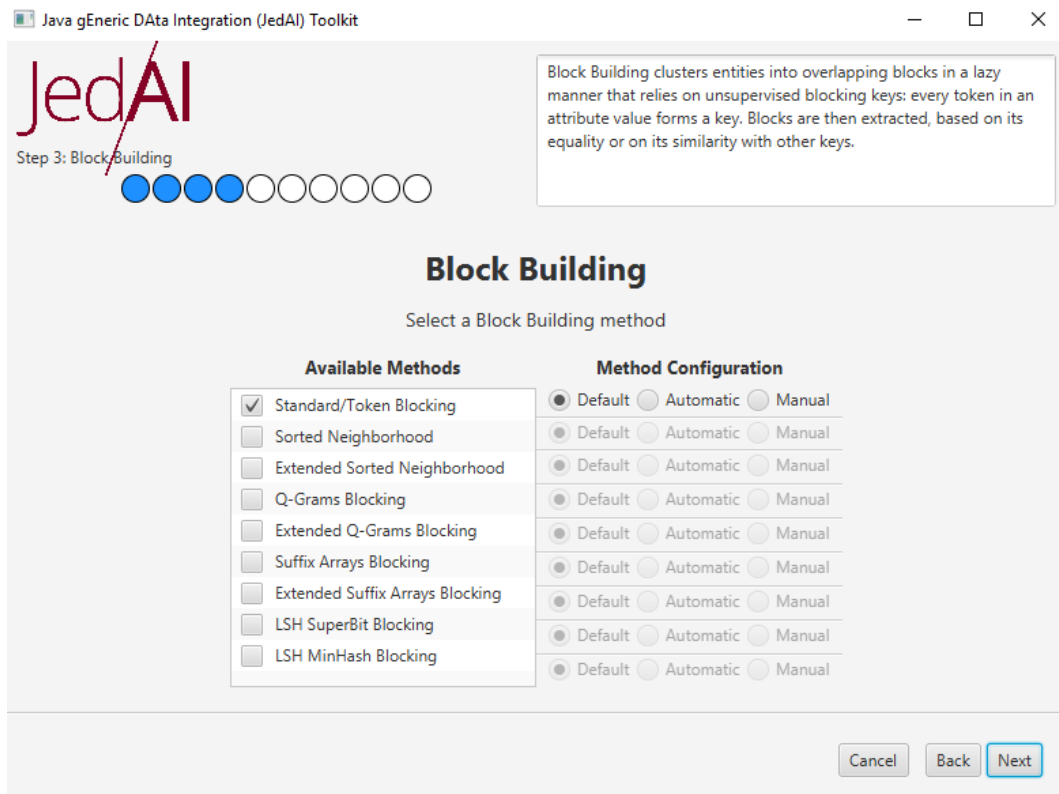 Java gEneric DAta Integration (JedAI) Toolkit
JedAI
Step 3: Block Building
Block Building clusters entities into overlapping blocks in a lazy
manner that relies on unsupervised blocking keys: every token in an
attribute value forms a key. Blocks are then extracted, based on its
equality or on its similarity with other keys.
Block Building
Select a Block Building method
Available Methods Method Configuration
Standard/Token Blocking Default Automatic Manual
Sorted Neighborhood Default Automatic Manual
Extended Sorted Neighborhood Default Automatic Manual
Q-Grams Blocking Default Automatic Manual
Extended Q-Grams Blocking Default Automatic Manual
Suffix Arrays Blocking Default Automatic Manual
Extended Suffix Arrays Blocking Default Automatic Manual
LSH SuperBit Blocking Default Automatic Manual
LSH MinHash Blocking Default Automatic Manual
Cancel Back Next